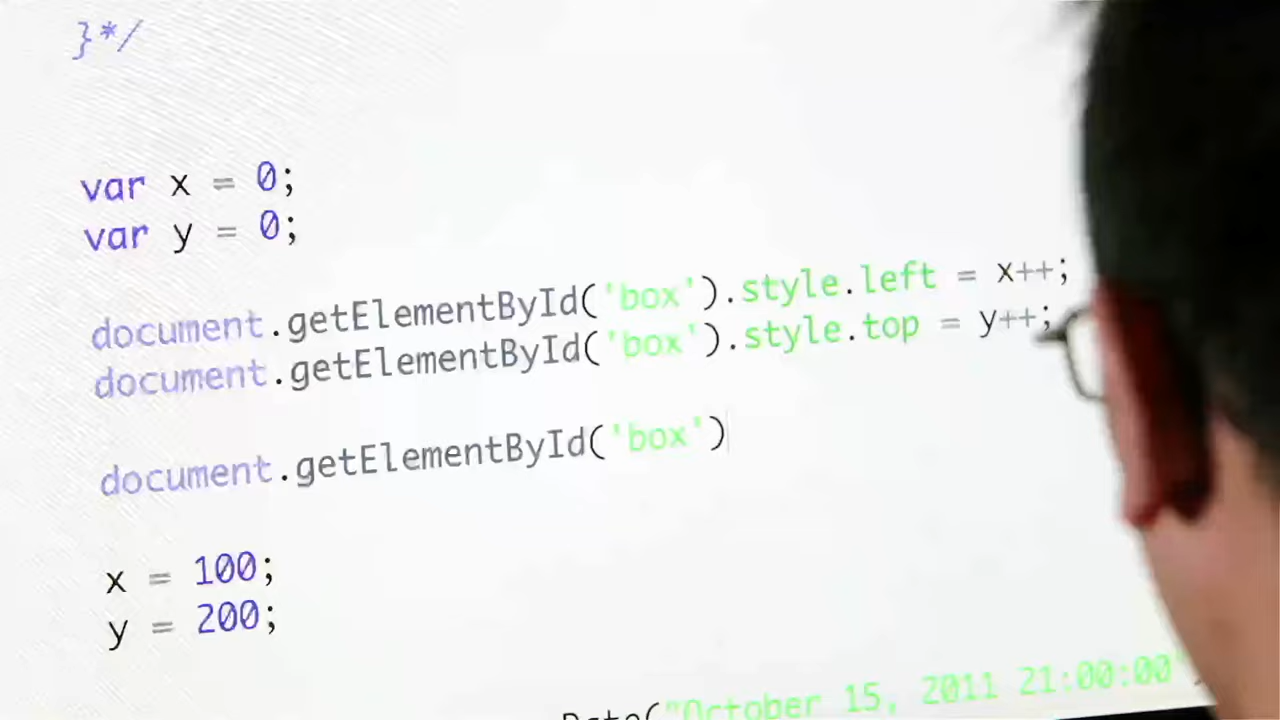 }*/
var x = 0;
var y = 0;
document.getElementById('box').style.left = x++;
document.getElementById('box').style.top = y++;
document.getElementById('box')
x = 100;
y = 200;
Date("October 15, 2011 21:00:00"